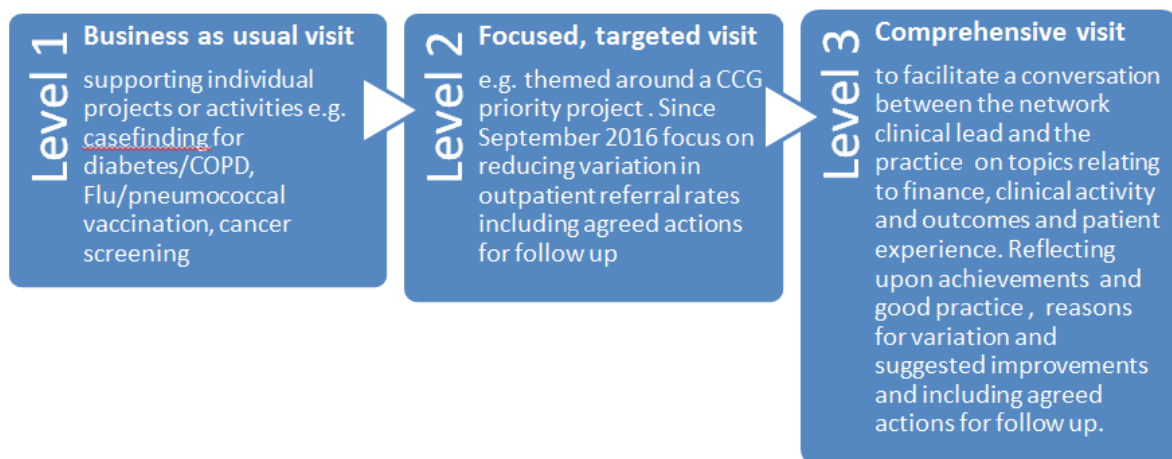 Level 1
Business as usual visit
supporting individual
projects or activities e.g.
casefinding for
diabetes/COPD,
Flu/pneumococcal
vaccination, cancer
screening
Level 2
Focused, targeted visit
e.g. themed around a CCG
priority project . Since
September 2016 focus on
reducing variation in
outpatient referral rates
including agreed actions
for follow up
Level 3
Comprehensive visit
to facilitate a conversation
between the network
clinical lead and the
practice  on topics relating
to finance, clinical activity
and outcomes and patient
experience. Reflecting
upon achievements  and
good practice ,  reasons
for variation and
suggested improvements
and including agreed
actions for follow up.